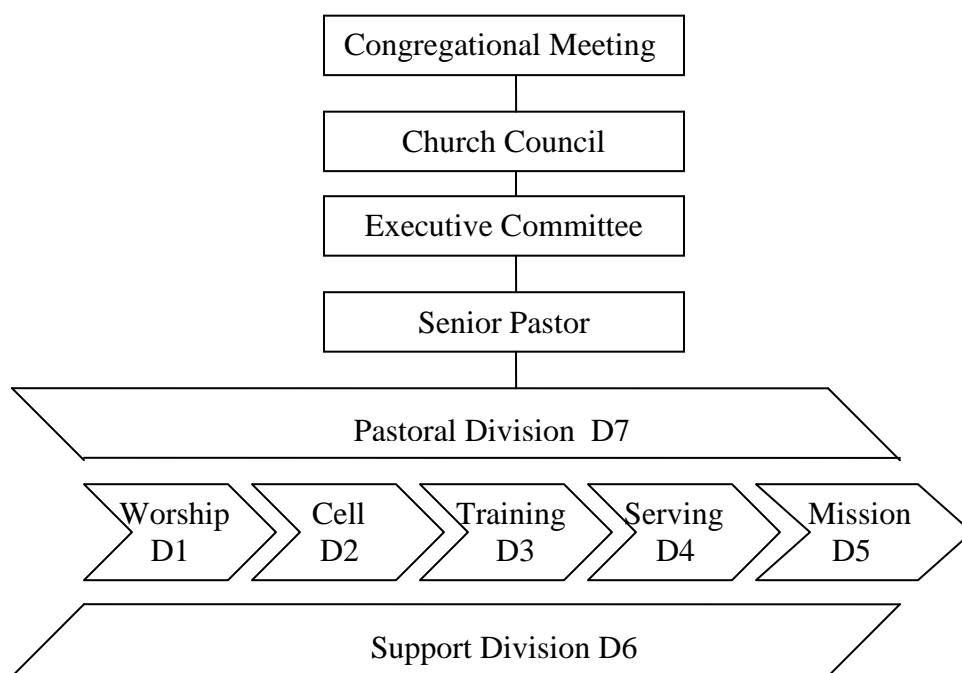 Congregational Meeting
Church Council
Executive Committee
Senior Pastor
Pastoral Division D7
Worship
D1
Cell
D2
Training
D3
Serving
D4
Mission
D5
Support Division D6